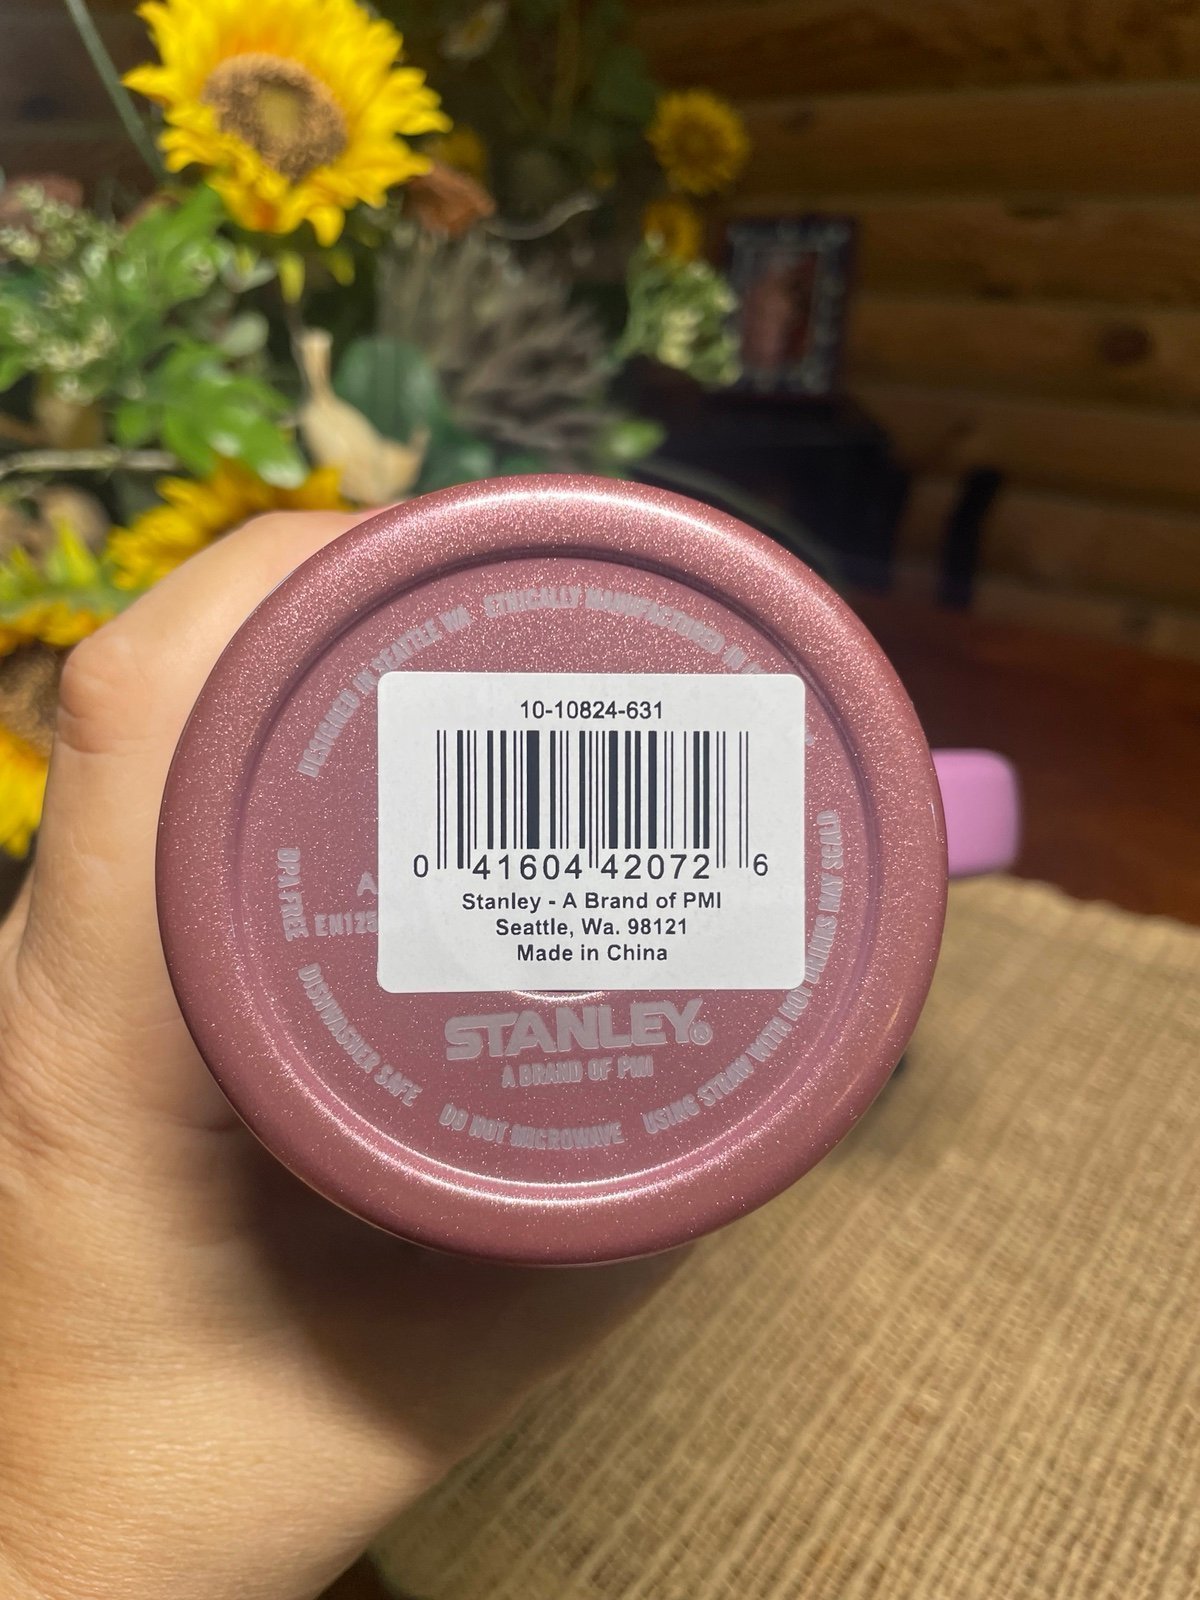 DESIGNED IN SEATTLE WA
ETHICALLY MANUFACTURED IN
10-10824-631
0 41604 42072 6
Stanley - A Brand of PMI
Seattle, Wa. 98121
Made in China
BPA FREE
STANLEY®
A BRAND OF PMI
DISHWASHER SAFE
DO NOT MICROWAVE
USING STRAW WITH HOT DRINKS MAY SCALD